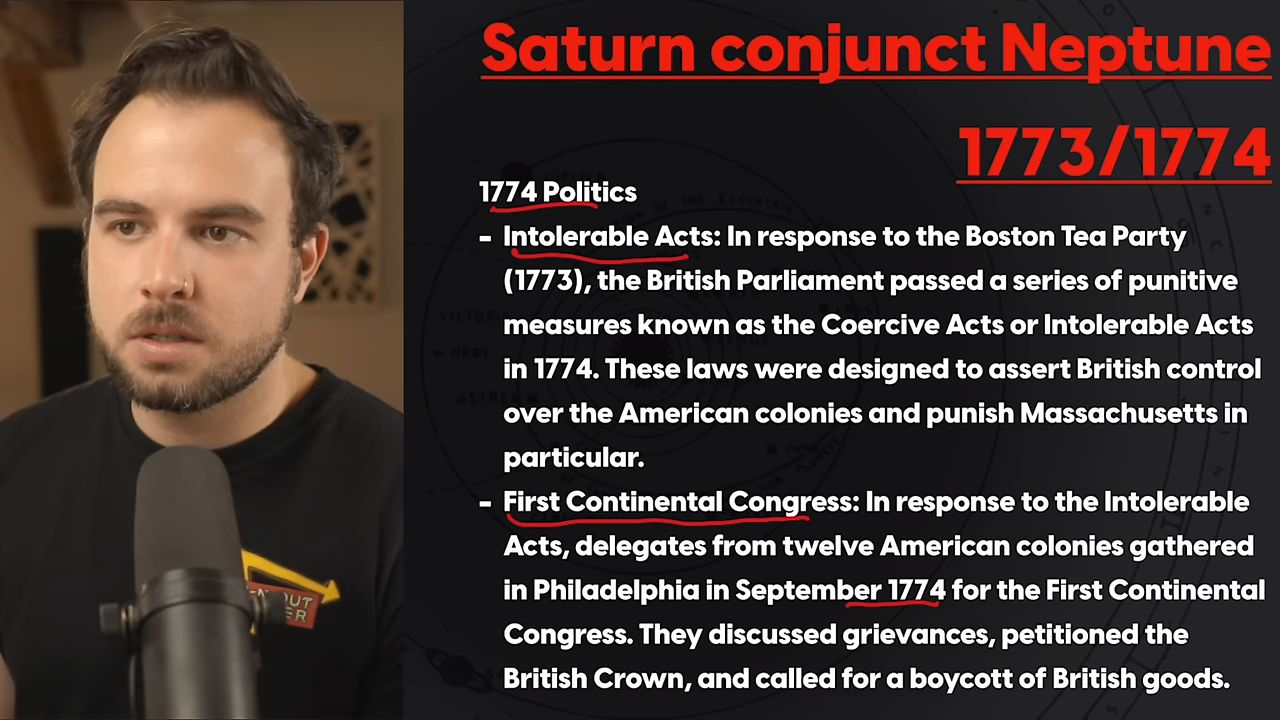 Saturn conjunct Neptune
1773/1774
1774 Politics
- Intolerable Acts: In response to the Boston Tea Party
(1773), the British Parliament passed a series of punitive
measures known as the Coercive Acts or Intolerable Acts
in 1774. These laws were designed to assert British control
over the American colonies and punish Massachusetts in
particular.
- First Continental Congress: In response to the Intolerable
Acts, delegates from twelve American colonies gathered
in Philadelphia in September 1774 for the First Continental
Congress. They discussed grievances, petitioned the
British Crown, and called for a boycott of British goods.